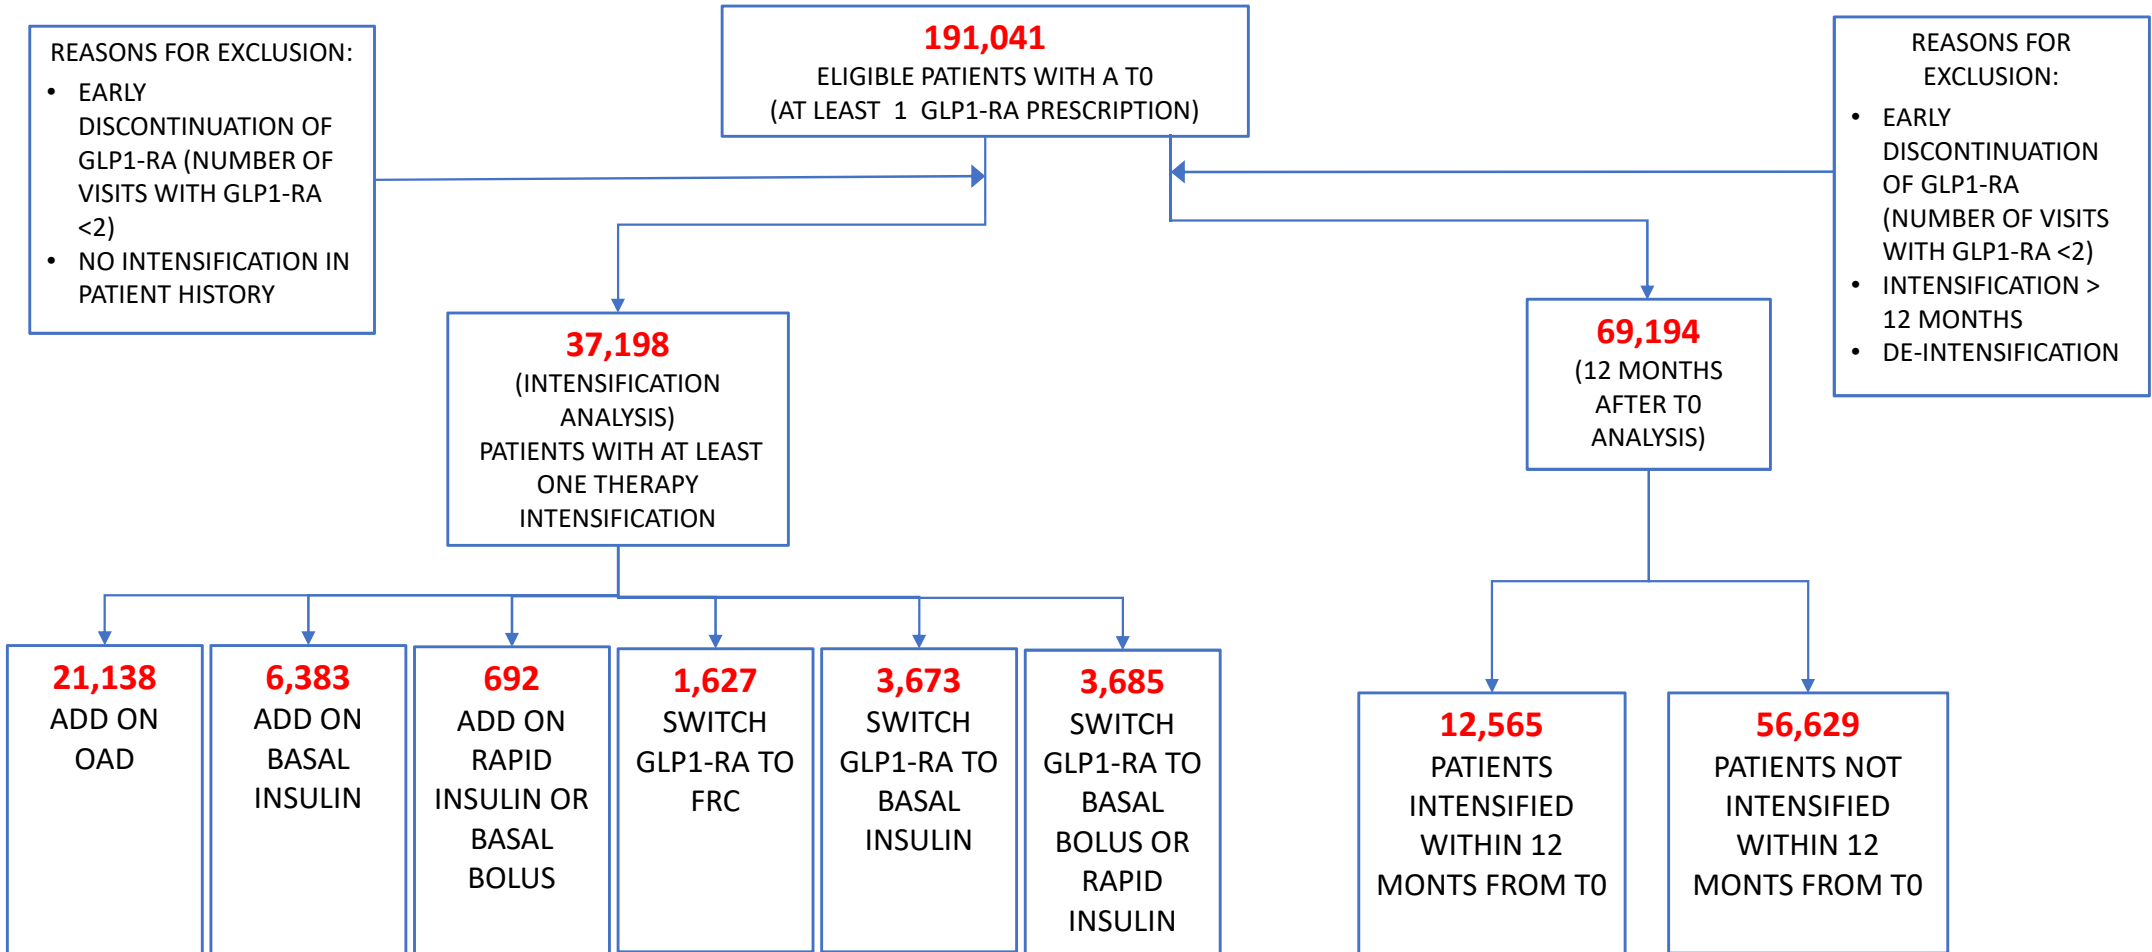 191,041
ELIGIBLE PATIENTS WITH A T0
(AT LEAST  1  GLP1-RA PRESCRIPTION)
REASONS FOR EXCLUSION:
• EARLY
DISCONTINUATION OF
GLP1-RA (NUMBER OF
VISITS WITH GLP1-RA
<2)
• NO INTENSIFICATION IN
PATIENT HISTORY
REASONS FOR
EXCLUSION:
• EARLY
DISCONTINUATION
OF GLP1-RA
(NUMBER OF VISITS
WITH GLP1-RA <2)
• INTENSIFICATION >
12 MONTHS
• DE-INTENSIFICATION
37,198
(INTENSIFICATION
ANALYSIS)
PATIENTS WITH AT LEAST
ONE THERAPY
INTENSIFICATION
69,194
(12 MONTHS
AFTER T0
ANALYSIS)
21,138
ADD ON
OAD
6,383
ADD ON
BASAL
INSULIN
692
ADD ON
RAPID
INSULIN OR
BASAL
BOLUS
1,627
SWITCH
GLP1-RA TO
FRC
3,673
SWITCH
GLP1-RA TO
BASAL
INSULIN
3,685
SWITCH
GLP1-RA TO
BASAL
BOLUS OR
RAPID
INSULIN
12,565
PATIENTS
INTENSIFIED
WITHIN 12
MONTS FROM T0
56,629
PATIENTS NOT
INTENSIFIED
WITHIN 12
MONTS FROM T0